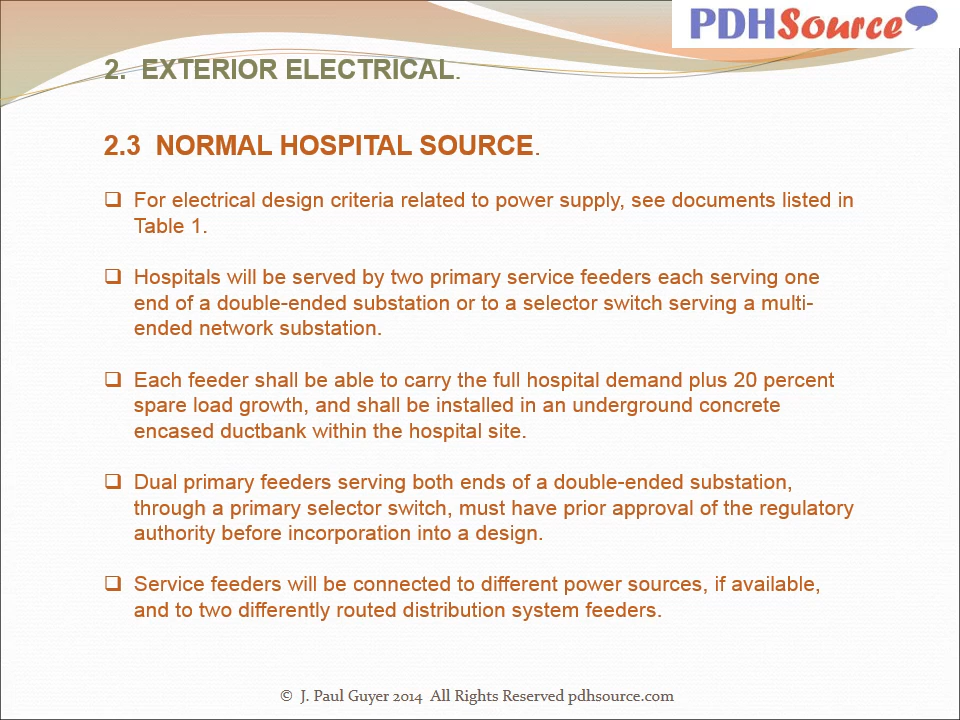 PDHSource
2. EXTERIOR ELECTRICAL.
2.3 NORMAL HOSPITAL SOURCE.
For electrical design criteria related to power supply, see documents listed in
Table 1.
Hospitals will be served by two primary service feeders each serving one
end of a double-ended substation or to a selector switch serving a multi-
ended network substation.
Each feeder shall be able to carry the full hospital demand plus 20 percent
spare load growth, and shall be installed in an underground concrete
encased ductbank within the hospital site.
Dual primary feeders serving both ends of a double-ended substation,
through a primary selector switch, must have prior approval of the regulatory
authority before incorporation into a design.
Service feeders will be connected to different power sources, if available,
and to two differently routed distribution system feeders.
© J. Paul Guyer 2014 All Rights Reserved pdhsource.com